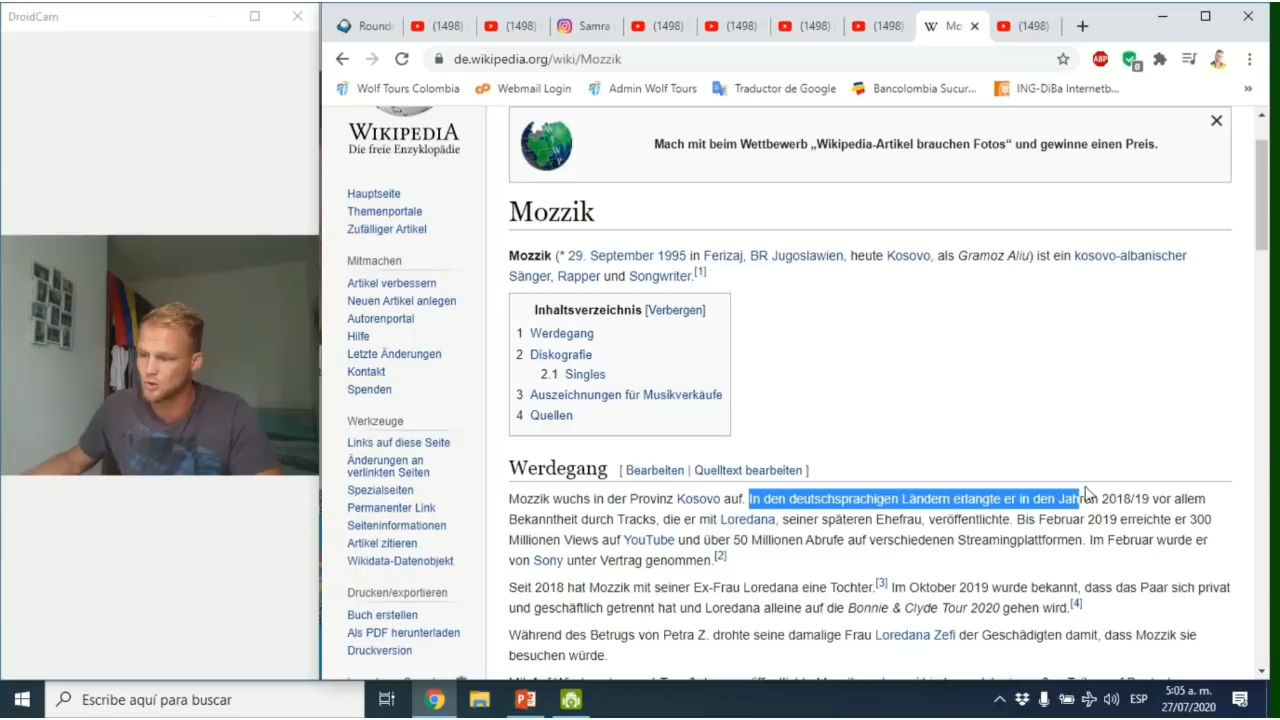 DroidCam
Round
(1498)
(1498)
Samra
(1498)
(1498)
(1498)
(1498)
Mo
(1498)
de.wikipedia.org/wiki/Mozzik
ABP
0
Wolf Tours Colombia
Webmail Login
Admin Wolf Tours
Traductor de Google
Bancolombia Sucur...
ING-DiBa Internetb...
WIKIPEDIA
Die freie Enzyklopädie
Hauptseite
Themenportale
Zufälliger Artikel
Mitmachen
Artikel verbessern
Neuen Artikel anlegen
Autorenportal
Hilfe
Letzte Änderungen
Kontakt
Spenden
Werkzeuge
Links auf diese Seite
Änderungen an
verlinkten Seiten
Spezialseiten
Permanenter Link
Seiteninformationen
Artikel zitieren
Wikidata-Datenobjekt
Drucken/exportieren
Buch erstellen
Als PDF herunterladen
Druckversion
Mach mit beim Wettbewerb „Wikipedia-Artikel brauchen Fotos“ und gewinne einen Preis.
Mozzik
Mozzik (* 29. September 1995 in Ferizaj, BR Jugoslawien, heute Kosovo, als Gramoz Aliu) ist ein kosovo-albanischer
Sänger, Rapper und Songwriter.[1]
Inhaltsverzeichnis [Verbergen]
1 Werdegang
2 Diskografie
2.1 Singles
3 Auszeichnungen für Musikverkäufe
4 Quellen
Werdegang [ Bearbeiten | Quelltext bearbeiten ]
Mozzik wuchs in der Provinz Kosovo auf. In den deutschsprachigen Ländern erlangte er in den Jahren 2018/19 vor allem
Bekanntheit durch Tracks, die er mit Loredana, seiner späteren Ehefrau, veröffentlichte. Bis Februar 2019 erreichte er 300
Millionen Views auf YouTube und über 50 Millionen Abrufe auf verschiedenen Streamingplattformen. Im Februar wurde er
von Sony unter Vertrag genommen.[2]
Seit 2018 hat Mozzik mit seiner Ex-Frau Loredana eine Tochter.[3] Im Oktober 2019 wurde bekannt, dass das Paar sich privat
und geschäftlich getrennt hat und Loredana alleine auf die Bonnie & Clyde Tour 2020 gehen wird.[4]
Während des Betrugs von Petra Z. drohte seine damalige Frau Loredana Zefi der Geschädigten damit, dass Mozzik sie
besuchen würde.
Escribe aquí para buscar
ESP
5:05 a. m.
27/07/2020